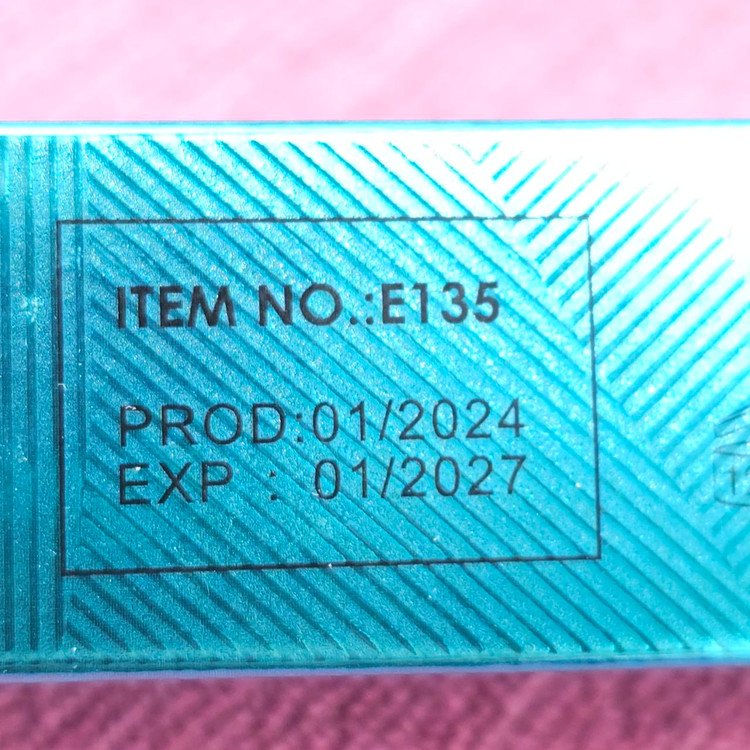 ITEM NO.:E135
PROD:01/2024
EXP : 01/2027